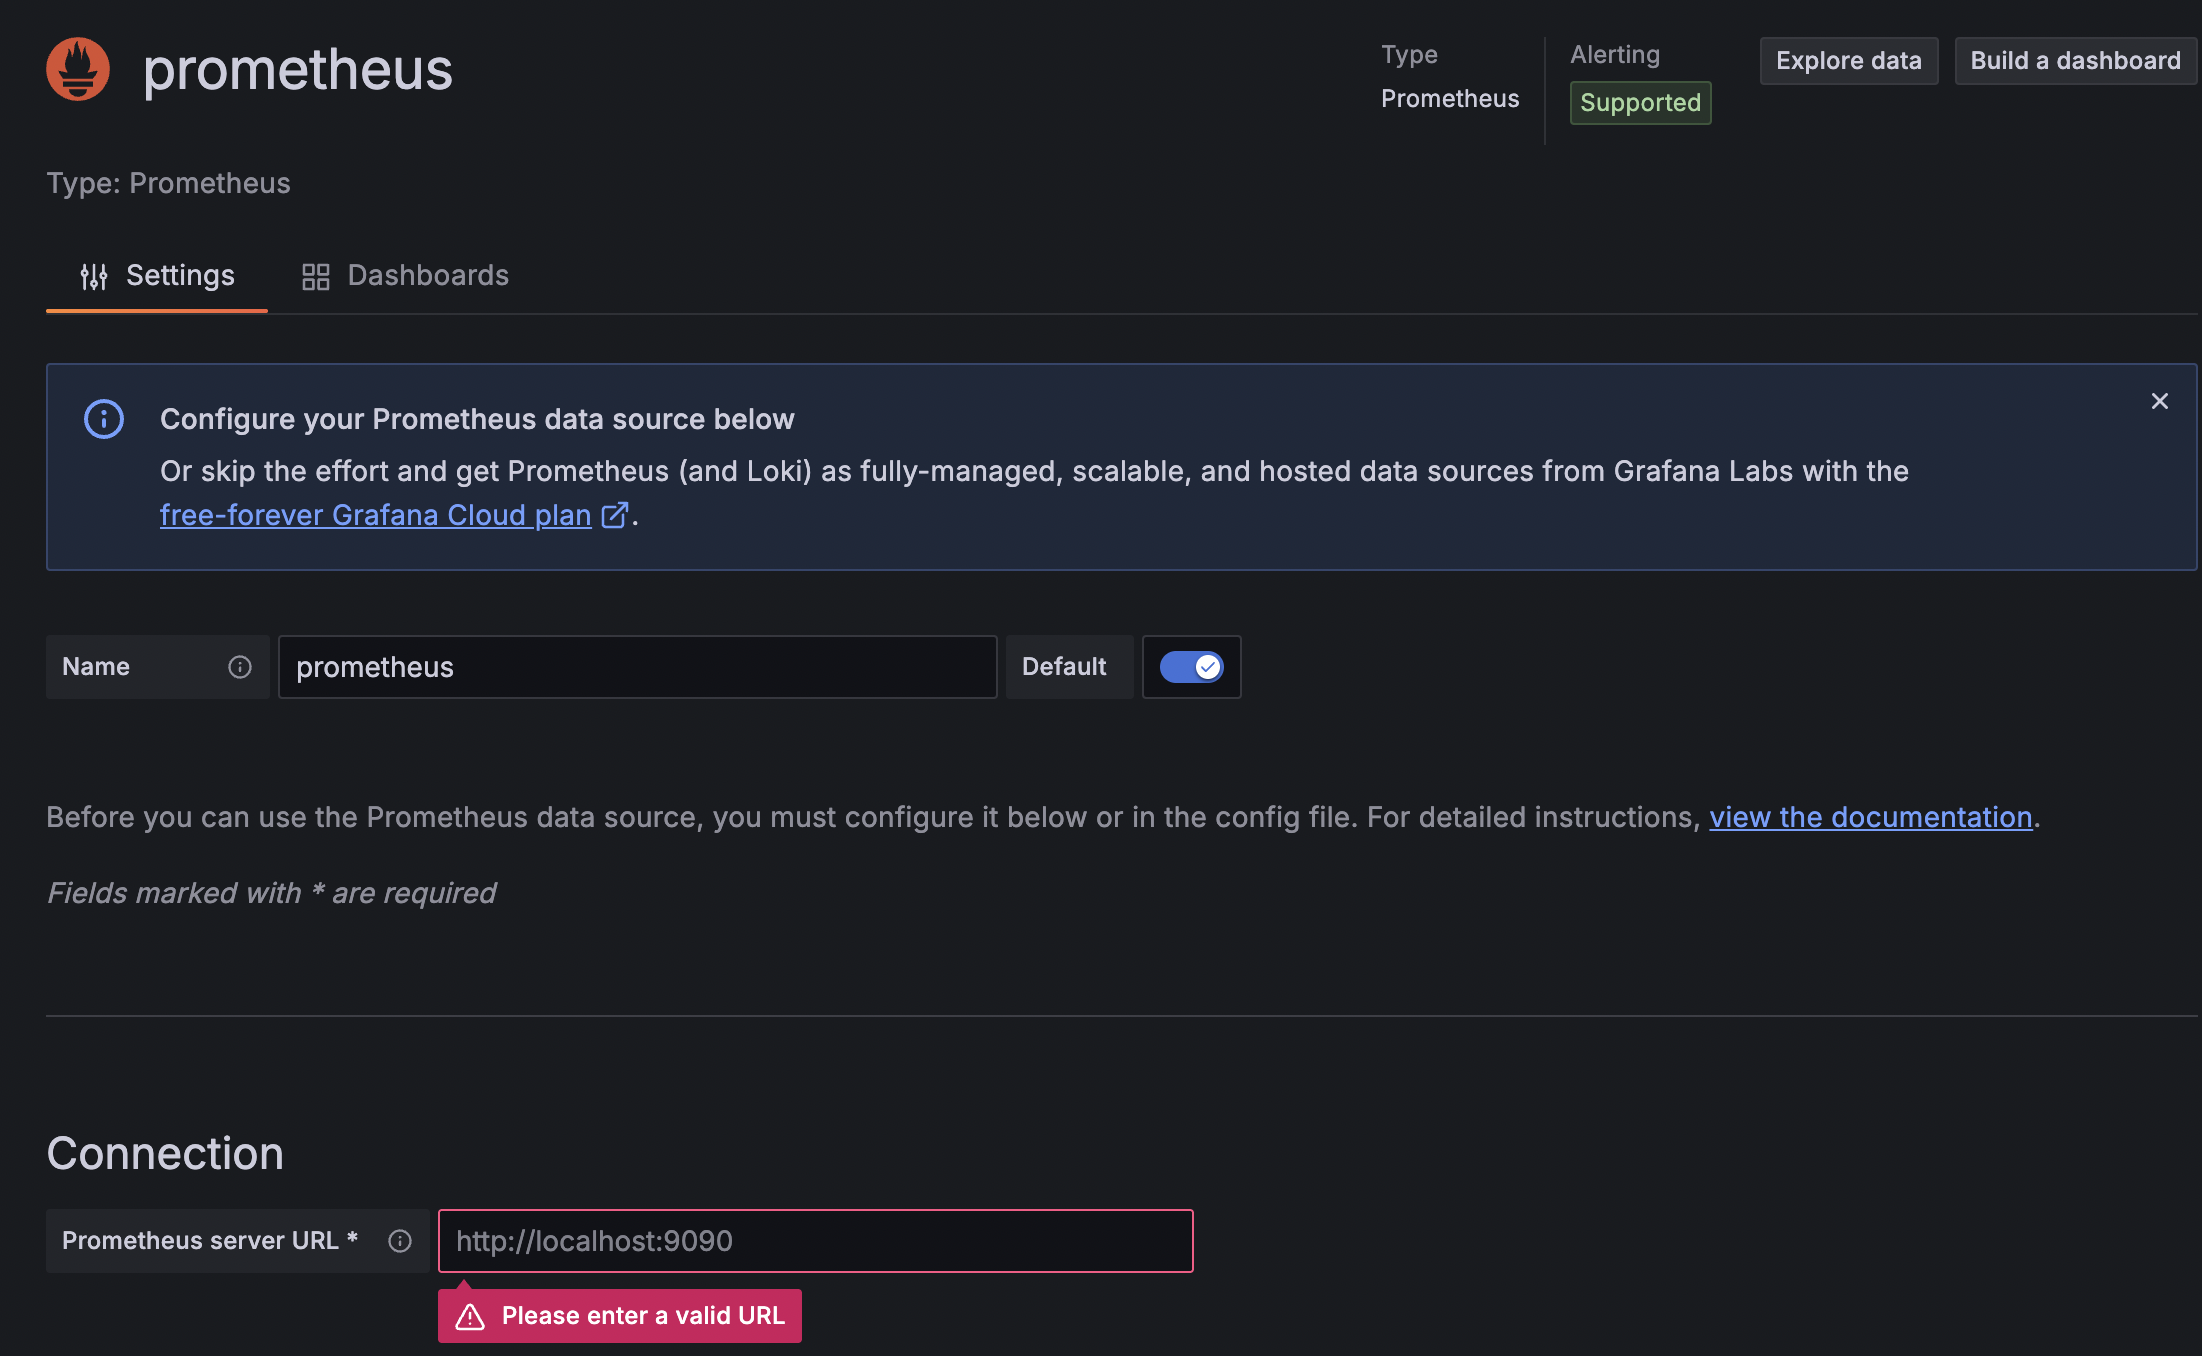 prometheus
Type
Prometheus
Alerting
Supported
Explore data
Build a dashboard
Type: Prometheus
Settings
Dashboards
Configure your Prometheus data source below
Or skip the effort and get Prometheus (and Loki) as fully-managed, scalable, and hosted data sources from Grafana Labs with the
free-forever Grafana Cloud plan.
Name
prometheus
Default
Before you can use the Prometheus data source, you must configure it below or in the config file. For detailed instructions, view the documentation.
Fields marked with * are required
Connection
Prometheus server URL *
http://localhost:9090
Please enter a valid URL